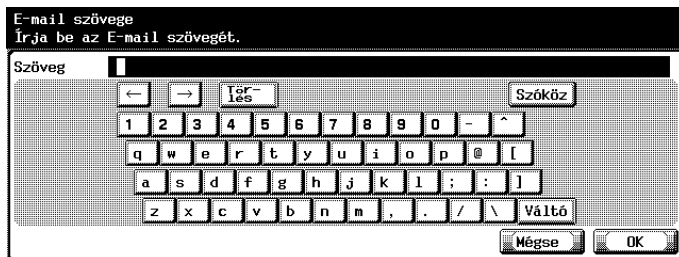 E-mail szövege
Írja be az E-mail szövegét.
Szöveg
← → Tör-
lés Szóköz
1 2 3 4 5 6 7 8 9 0 - ^
q w e r t y u i o p @ [
a s d f g h j k l ; : ]
z x c v b n m , . / \ Váltó
Mégse OK